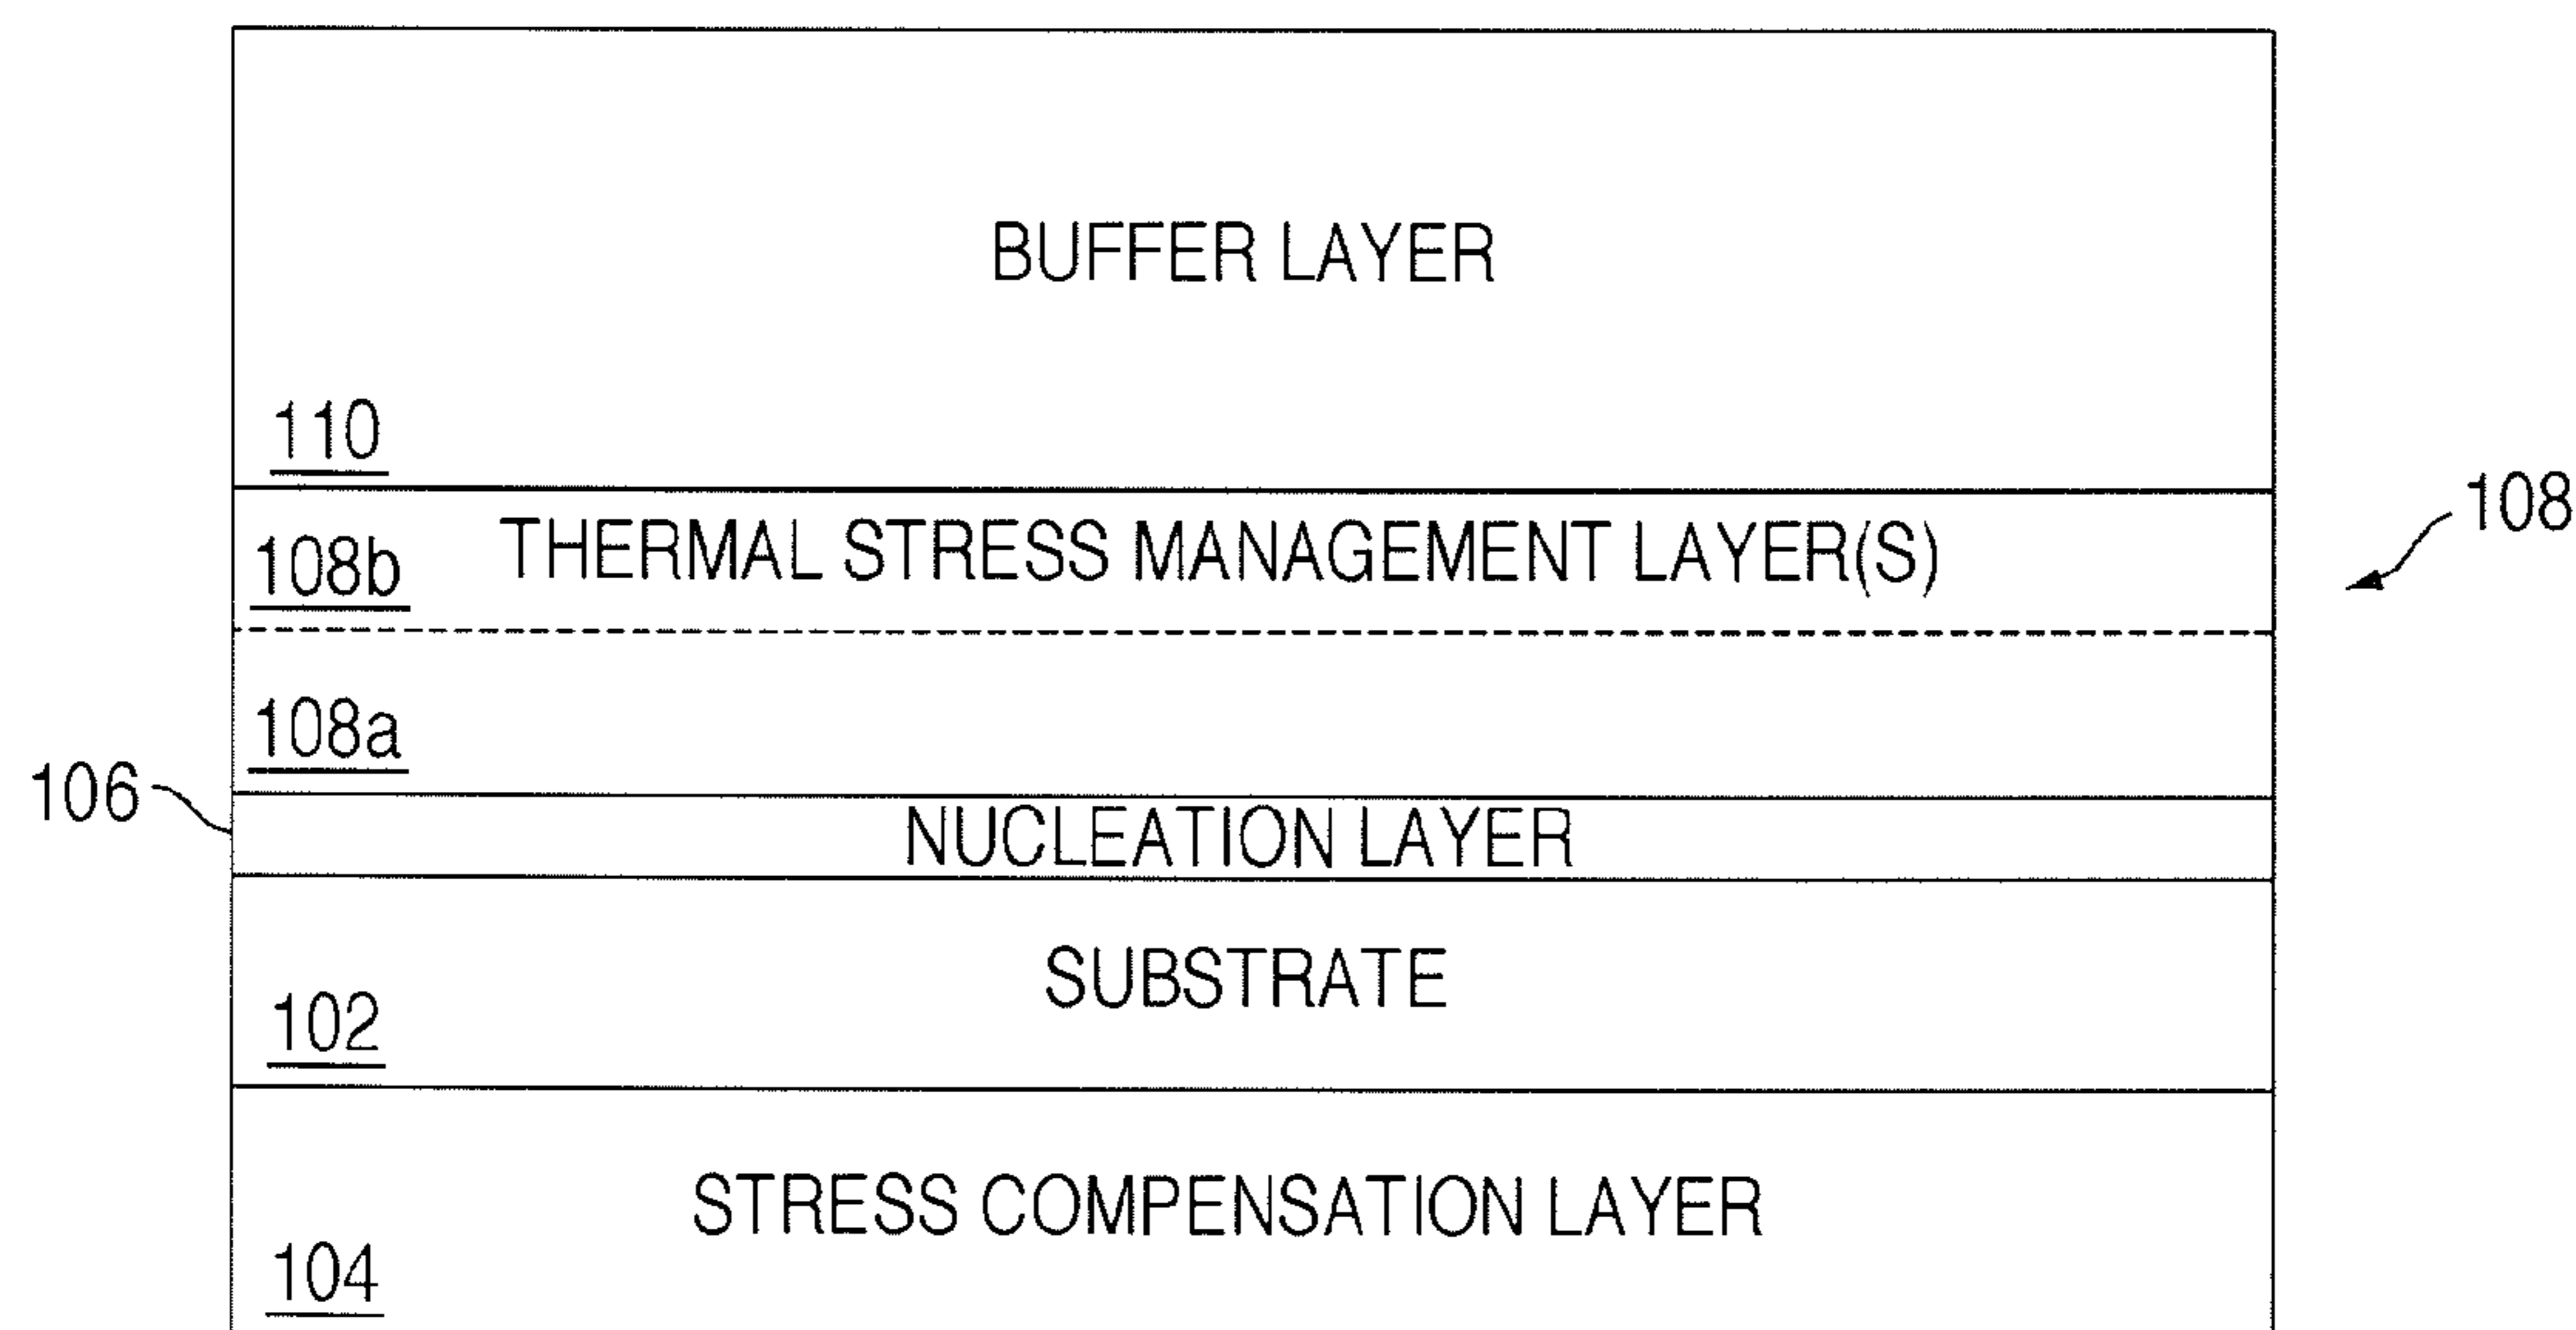 BUFFER LAYER
110
108b THERMAL STRESS MANAGEMENT LAYER(S)
108
108a
106
NUCLEATION LAYER
SUBSTRATE
102
STRESS COMPENSATION LAYER
104